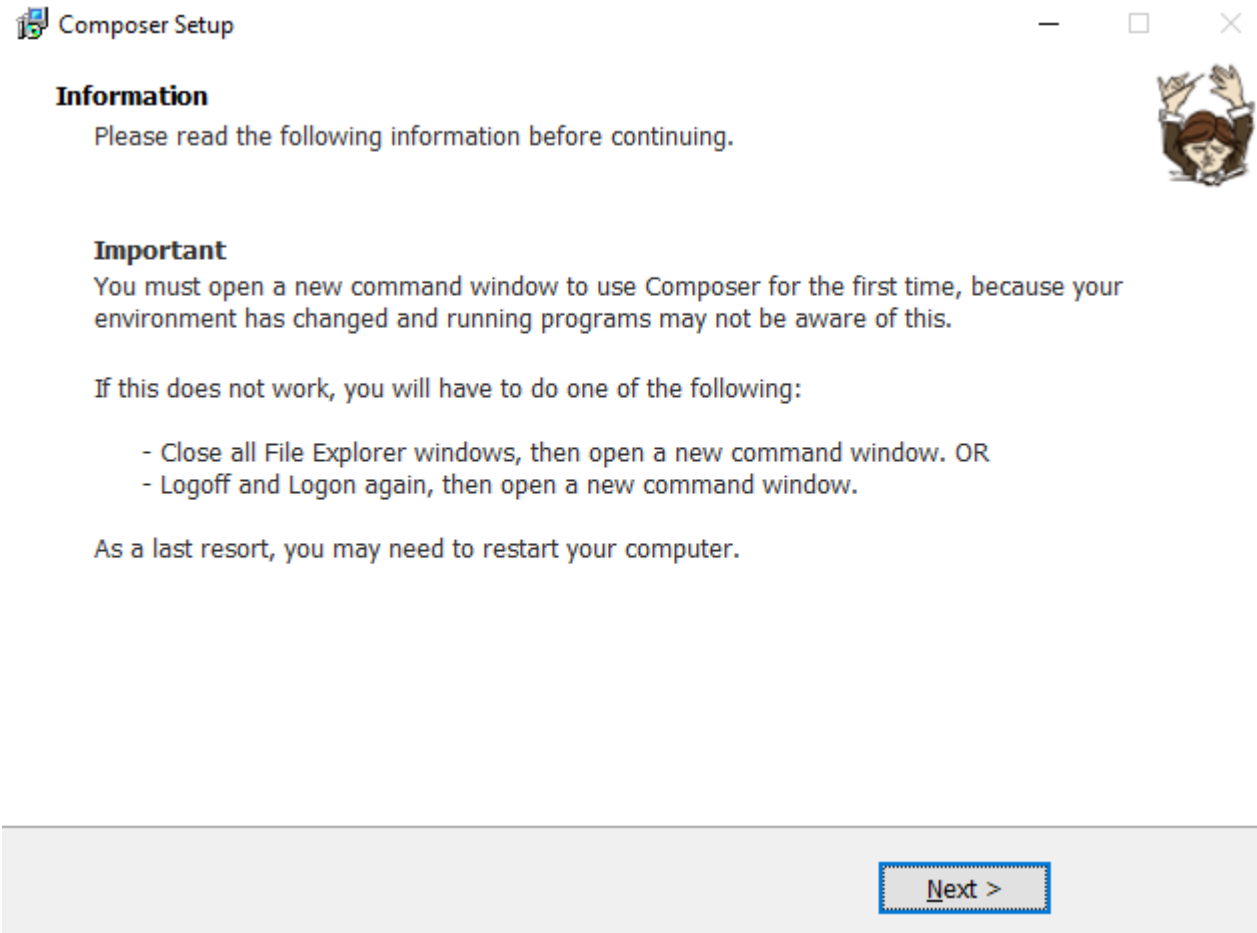 Composer Setup
Information
Please read the following information before continuing.
Important
You must open a new command window to use Composer for the first time, because your
environment has changed and running programs may not be aware of this.
If this does not work, you will have to do one of the following:
- Close all File Explorer windows, then open a new command window. OR
- Logoff and Logon again, then open a new command window.
As a last resort, you may need to restart your computer.
Next >